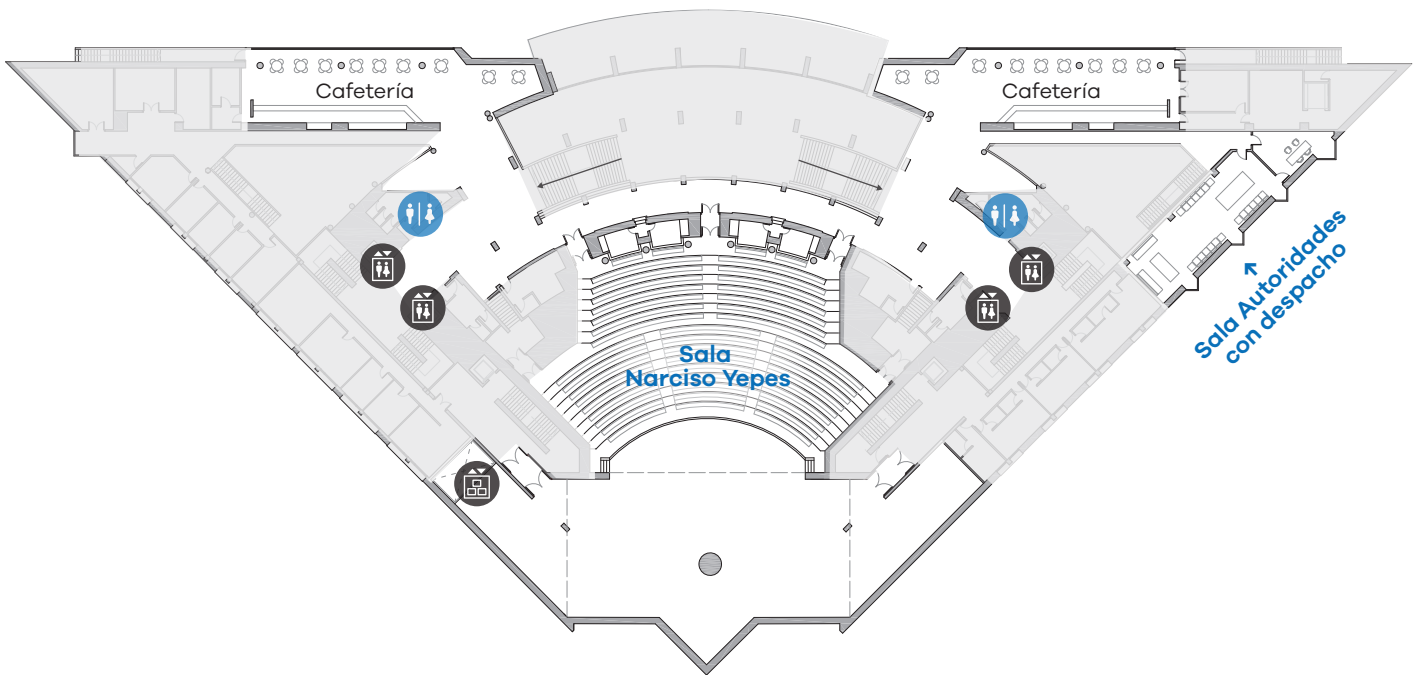 Cafetería
Cafetería
Sala Autoridades
con despacho
Sala
Narciso Yepes